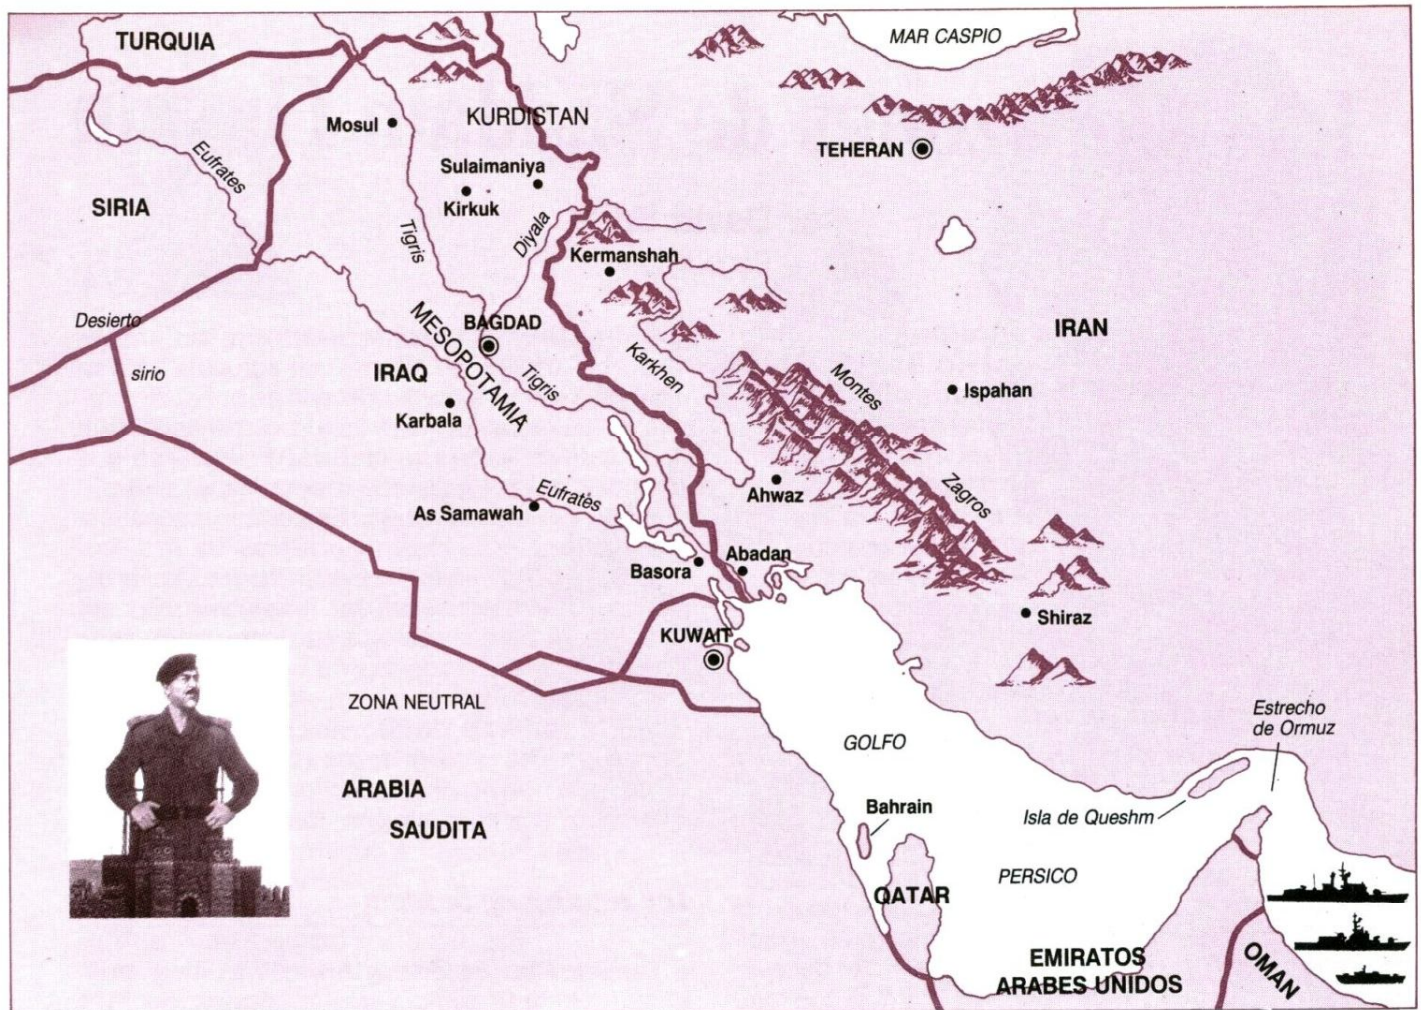 MAR CASPIO
TURQUIA
KURDISTAN
Mosul
TEHERAN
Sulaimaniya
Eufrates
Kirkuk
SIRIA
Tigris
Diyala
Kermanshah
Desierto
sirio
MESOPOTAMIA
BAGDAD
IRAN
IRAQ
Tigris
Karkhen
Montes
Zagros
Ispahan
Karbala
Ahwaz
Eufratés
As Samawah
Abadan
Basora
Shiraz
KUWAIT
ZONA NEUTRAL
Estrecho
de Ormuz
GOLFO
PERSICO
ARABIA
SAUDITA
Bahrain
Isla de Queshm
QATAR
EMIRATOS
ARABES UNIDOS
OMAN